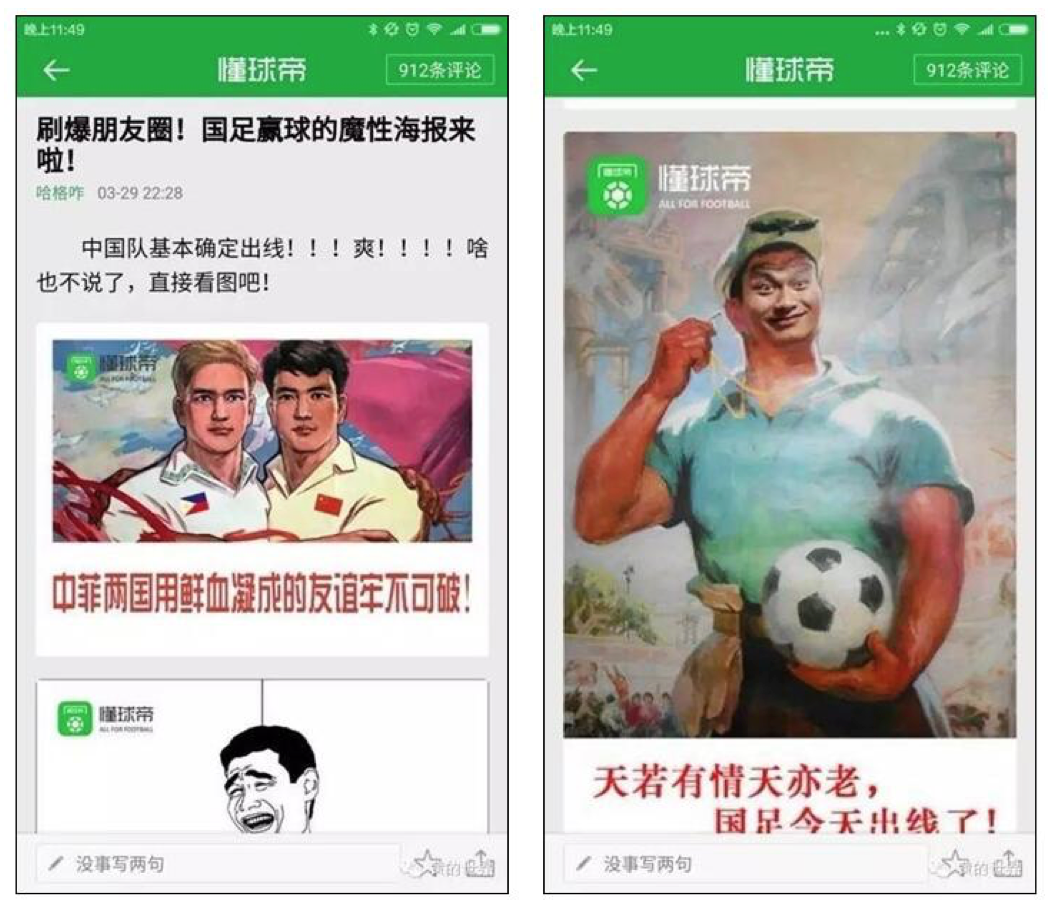 晚上11:49
懂球帝
912条评论
刷爆朋友圈！国足赢球的魔性海报来
啦！
哈格咋 03-29 22:28
中国队基本确定出线！！！爽！！！！啥
也不说了，直接看图吧！
懂球帝
ALL FOR FOOTBALL
中菲两国用鲜血凝成的友谊牢不可破！
懂球帝
ALL FOR FOOTBALL
没事写两句
晚上11:49
懂球帝
912条评论
懂球帝
懂球帝
ALL FOR FOOTBALL
天若有情天亦老，
国足今天出线了！
没事写两句